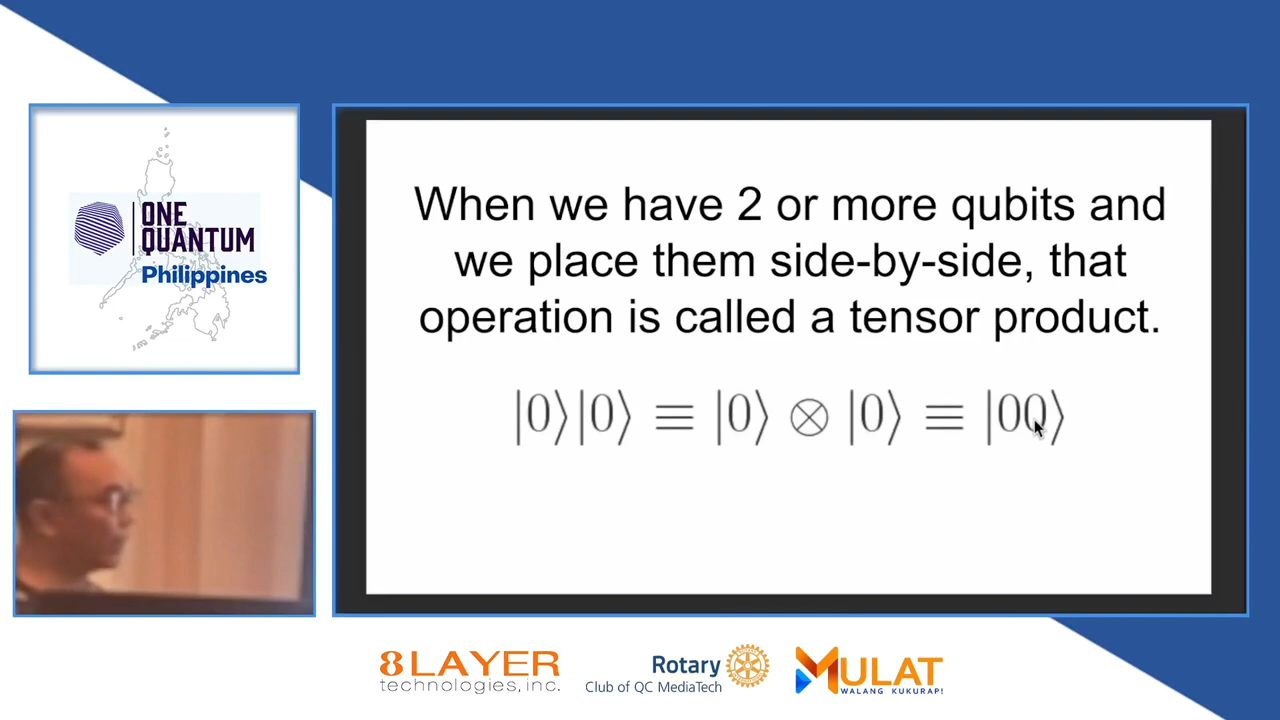 ONE
QUANTUM
Philippines
When we have 2 or more qubits and
we place them side-by-side, that
operation is called a tensor product.
|0⟩|0⟩ ≡ |0⟩ ⊗ |0⟩ ≡ |00⟩
8LAYER
technologies, inc.
Rotary
Club of QC MediaTech
MULAT
WALANG KUKURAP!